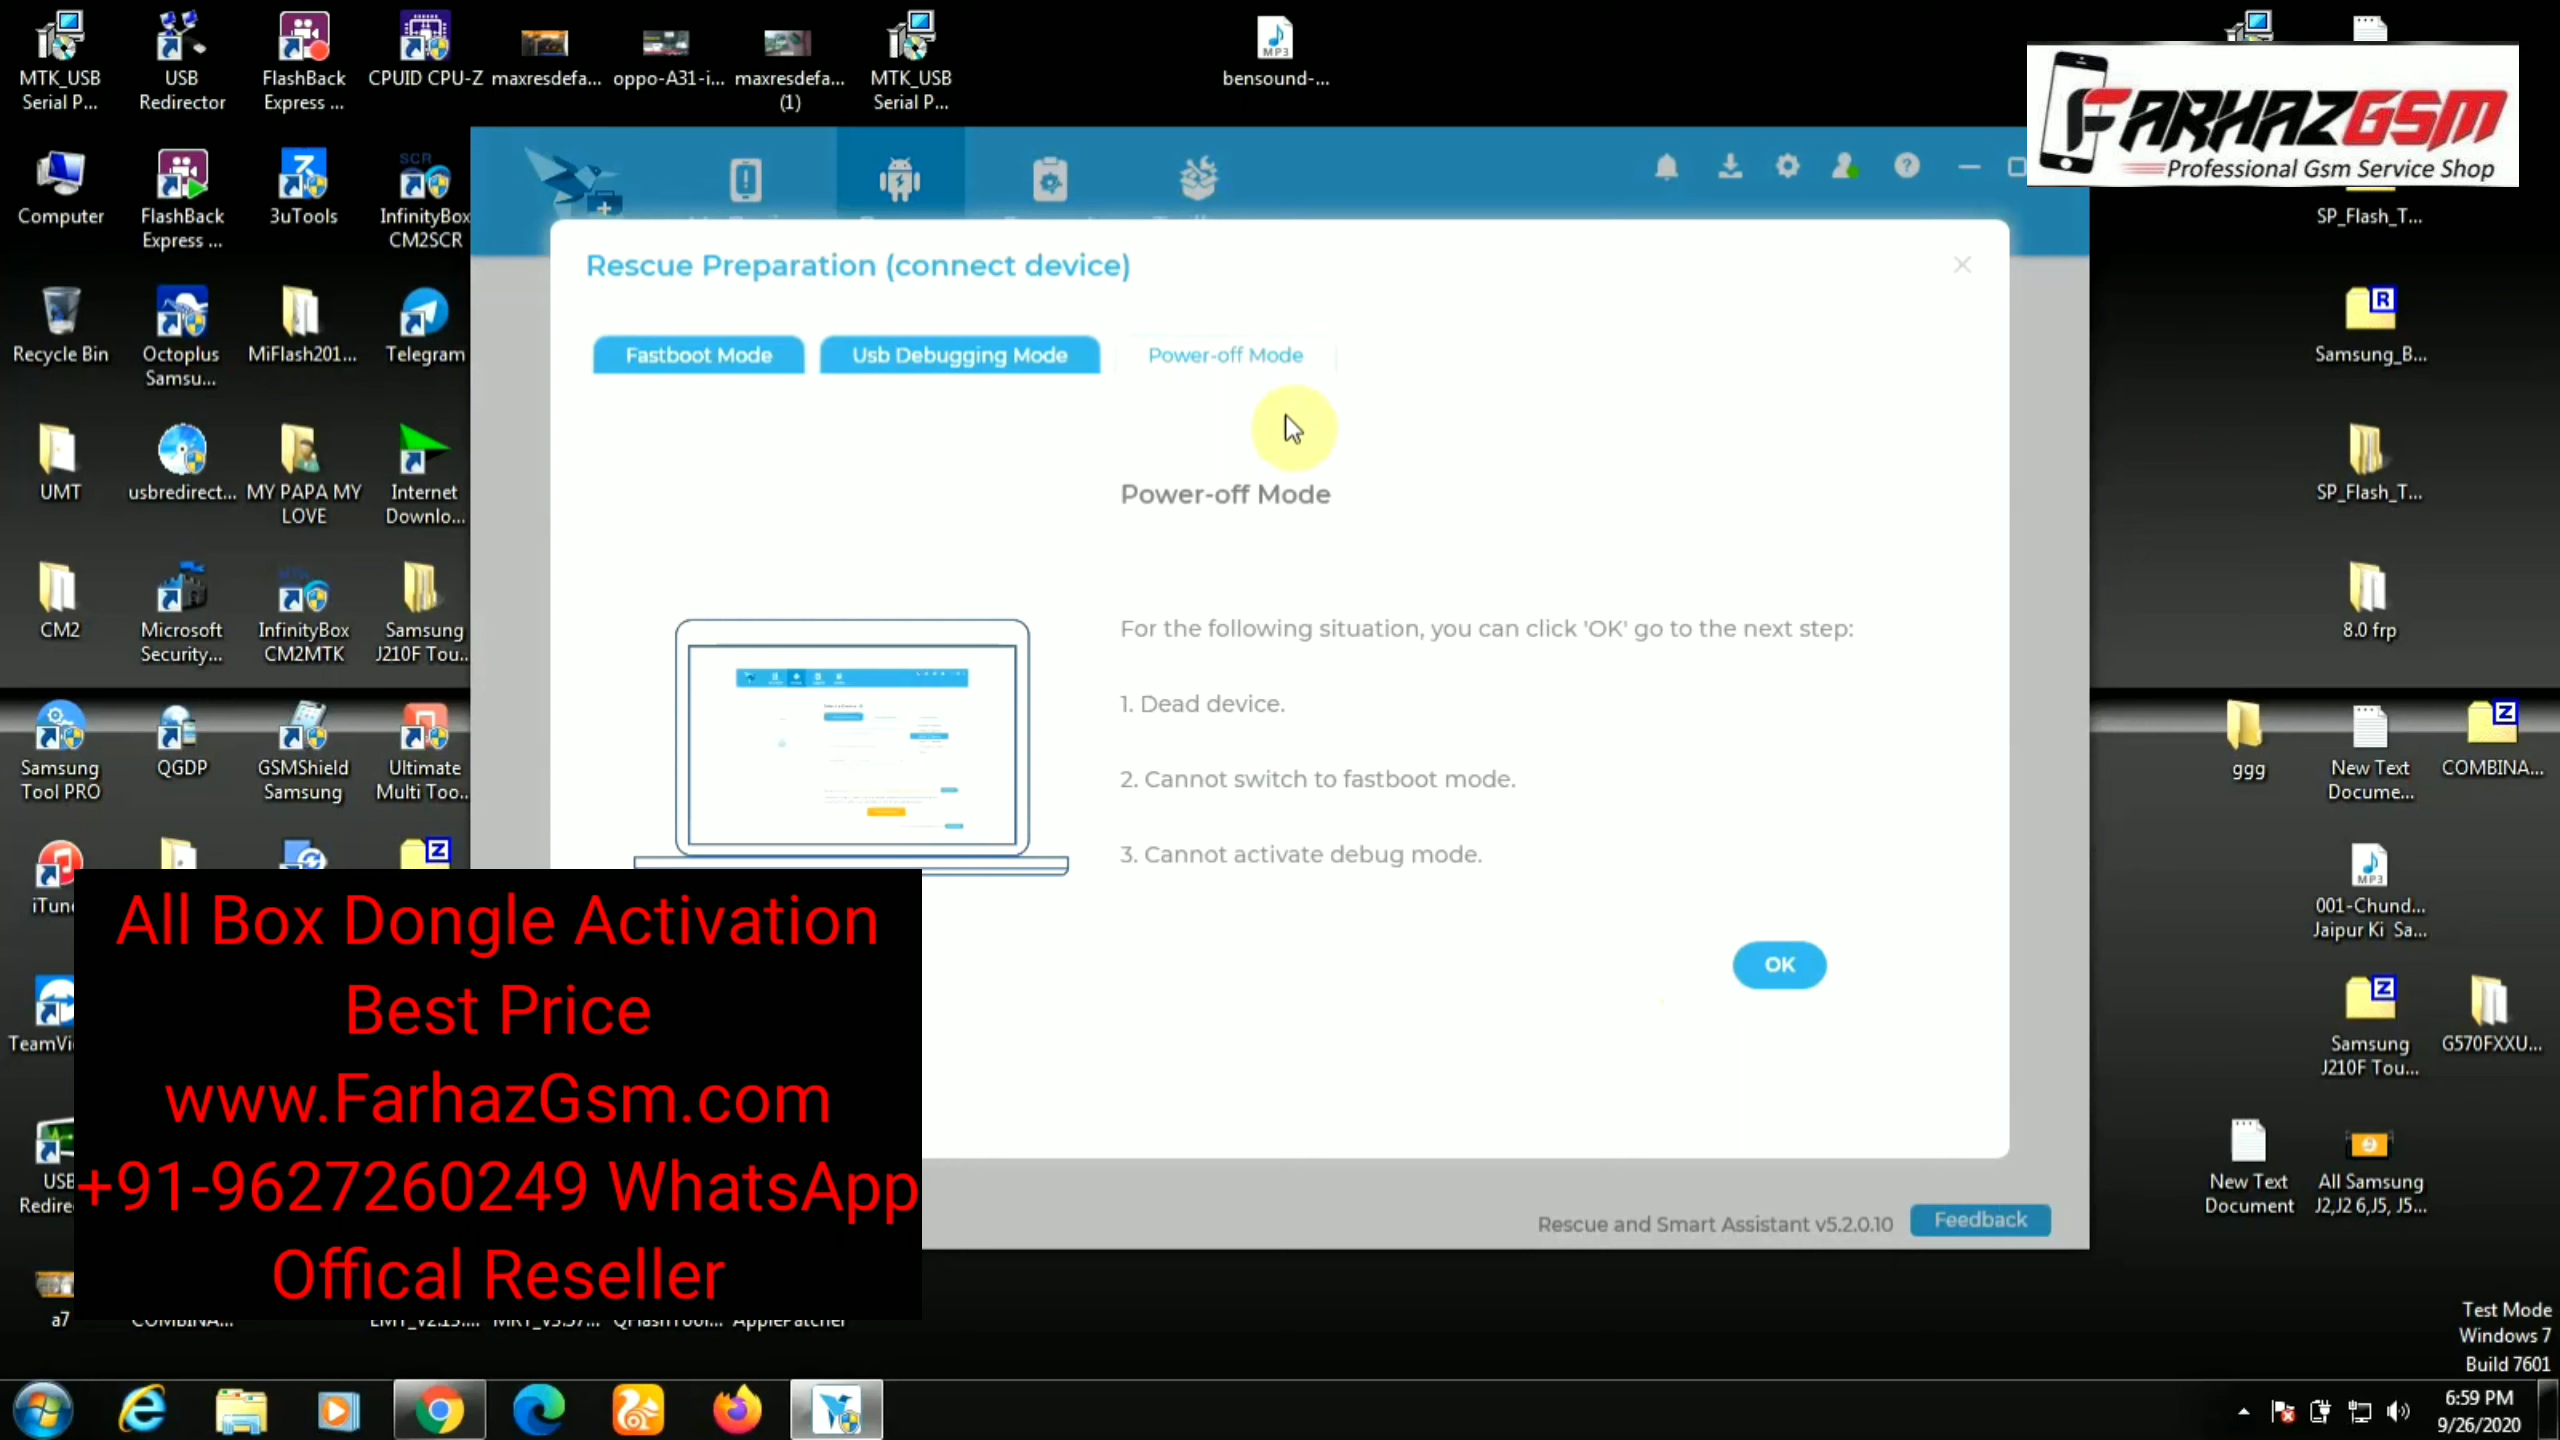 MTK_USB Serial P...
USB Redirector
FlashBack Express ...
CPUID CPU-Z
maxresdefa...
oppo-A31-i...
maxresdefa... (1)
MTK_USB Serial P...
MP3
bensound-...
FARHAZGSM
Professional Gsm Service Shop
Computer
FlashBack Express ...
3uTools
SCR
InfinityBox CM2SCR
SP_Flash_T...
Rescue Preparation (connect device)
Fastboot Mode
Usb Debugging Mode
Power-off Mode
Recycle Bin
Octoplus Samsu...
MiFlash201...
Telegram
R
Samsung_B...
UMT
usbredirect...
MY PAPA MY LOVE
Internet Downlo...
SP_Flash_T...
Power-off Mode
For the following situation, you can click 'OK' go to the next step:
1. Dead device.
2. Cannot switch to fastboot mode.
3. Cannot activate debug mode.
OK
CM2
Microsoft Security...
InfinityBox CM2MTK
Samsung J210F Tou...
8.0 frp
Samsung Tool PRO
QGDP
GSMShield Samsung
Ultimate Multi Too...
ggg
New Text Docume...
Z
COMBINA...
Z
MP3
001-Chund... Jaipur Ki Sa...
Z
Samsung J210F Tou...
G570FXXU...
New Text Document
All Samsung J2,J2 6,J5, J5...
All Box Dongle Activation
Best Price
www.FarhazGsm.com
+91-9627260249 WhatsApp
Offical Reseller
a7
Rescue and Smart Assistant v5.2.0.10
Feedback
Test Mode
Windows 7
Build 7601
6:59 PM
9/26/2020